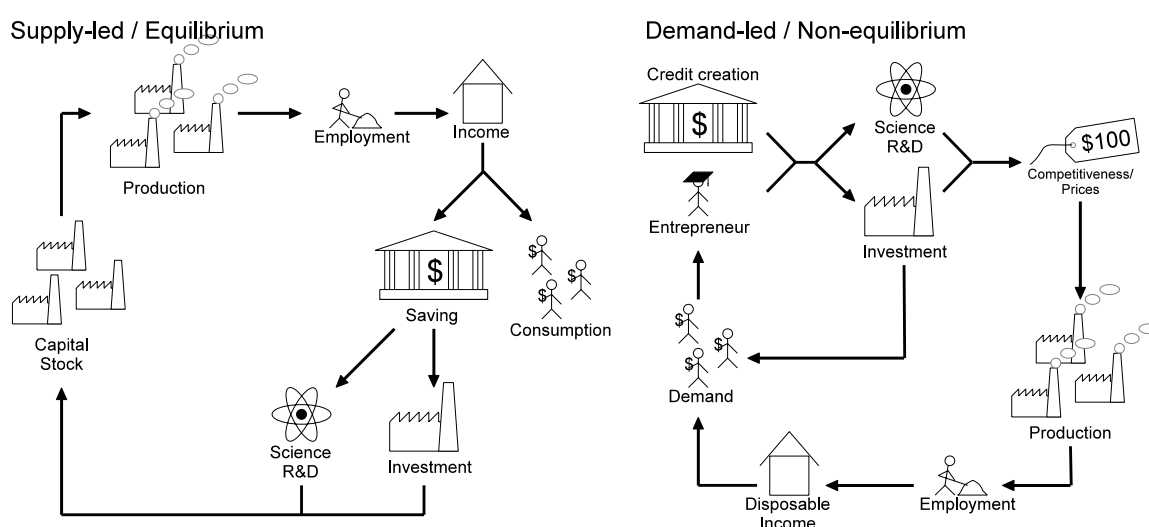 Supply-led / Equilibrium
Production
Employment
Income
Capital
Stock
$
Saving
$
$
$
Consumption
Science
R&D
Investment
Demand-led / Non-equilibrium
Credit creation
$
Entrepreneur
Science
R&D
Investment
$100
Competitiveness/
Prices
$
$
$
Demand
Production
Employment
Disposable
Income